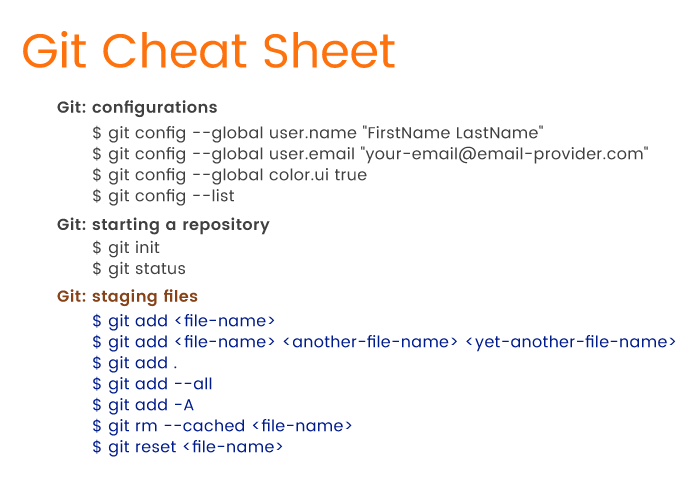 Git Cheat Sheet
Git: configurations
$ git config --global user.name "FirstName LastName"
$ git config --global user.email "your-email@email-provider.com"
$ git config --global color.ui true
$ git config --list
Git: starting a repository
$ git init
$ git status
Git: staging files
$ git add <file-name>
$ git add <file-name> <another-file-name> <yet-another-file-name>
$ git add .
$ git add --all
$ git add -A
$ git rm --cached <file-name>
$ git reset <file-name>